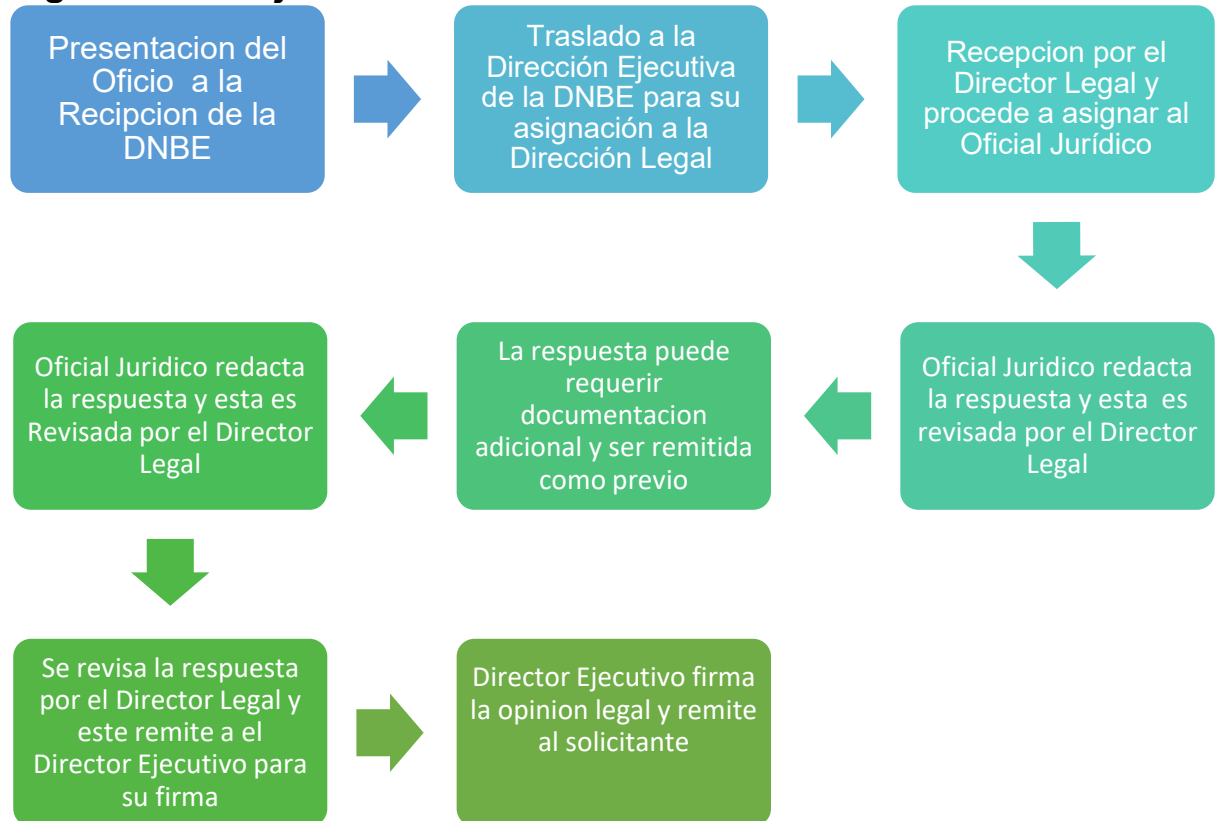 Presentacion del
Oficio a la
Recipcion de la
DNBE
Traslado a la
Dirección Ejecutiva
de la DNBE para su
asignación a la
Dirección Legal
Recepcion por el
Director Legal y
procede a asignar al
Oficial Jurídico
Oficial Juridico redacta
la respuesta y esta es
revisada por el Director
Legal
La respuesta puede
requerir
documentacion
adicional y ser remitida
como previo
Oficial Juridico redacta
la respuesta y esta es
Revisada por el Director
Legal
Se revisa la respuesta
por el Director Legal y
este remite a el
Director Ejecutivo para
su firma
Director Ejecutivo firma
la opinion legal y remite
al solicitante